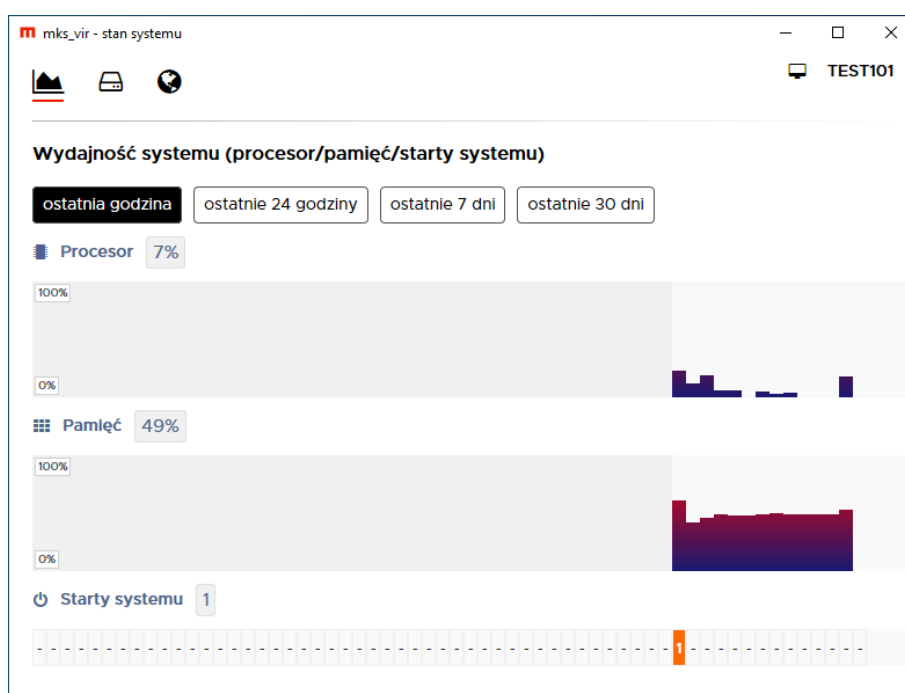 mks_vir - stan systemu
TEST101
Wydajność systemu (procesor/pamięć/starty systemu)
ostatnia godzina ostatnie 24 godziny ostatnie 7 dni ostatnie 30 dni
Procesor 7%
100%
0%
Pamięć 49%
100%
0%
Starty systemu 1
- - - - - - - - - - - - - - - - - - - - - - - - - - - - - - - - - - - - - - - - - - - - - - 1 - - - - - - - - - - - - -